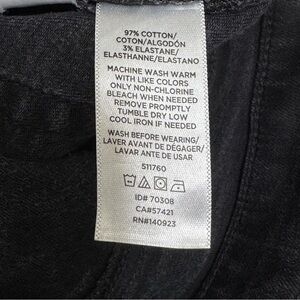 97% COTTON/
COTON/ALGODÓN
3% ELASTANE/
ELASTHANNE/ELASTANO
MACHINE WASH WARM
WITH LIKE COLORS
ONLY NON-CHLORINE
BLEACH WHEN NEEDED
REMOVE PROMPTLY
TUMBLE DRY LOW
COOL IRON IF NEEDED
WASH BEFORE WEARING/
LAVER AVANT DE DÉGAGER/
LAVAR ANTE DE USAR
511760
ID# 70308
CA#57421
RN#140923